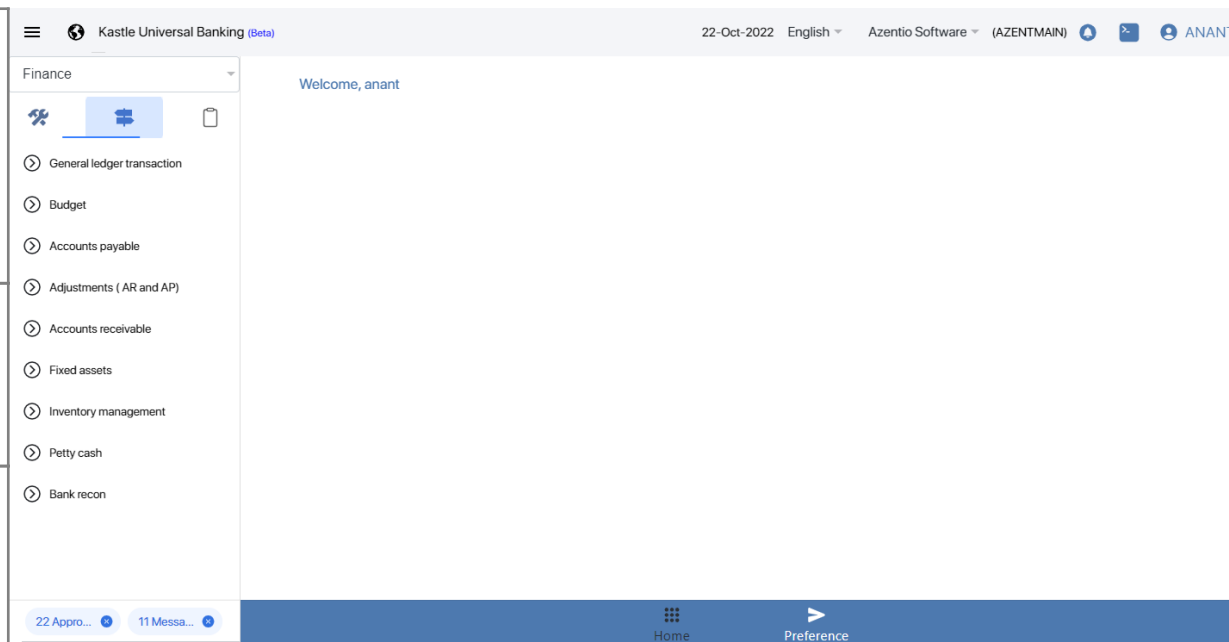 Kastle Universal Banking (Beta) 22-Oct-2022 English Azentio Software (AZENTMAIN) ANANT
Finance
Welcome, anant
General ledger transaction
Budget
Accounts payable
Adjustments ( AR and AP)
Accounts receivable
Fixed assets
Inventory management
Petty cash
Bank recon
22 Appro... 11 Messa...
Home Preference